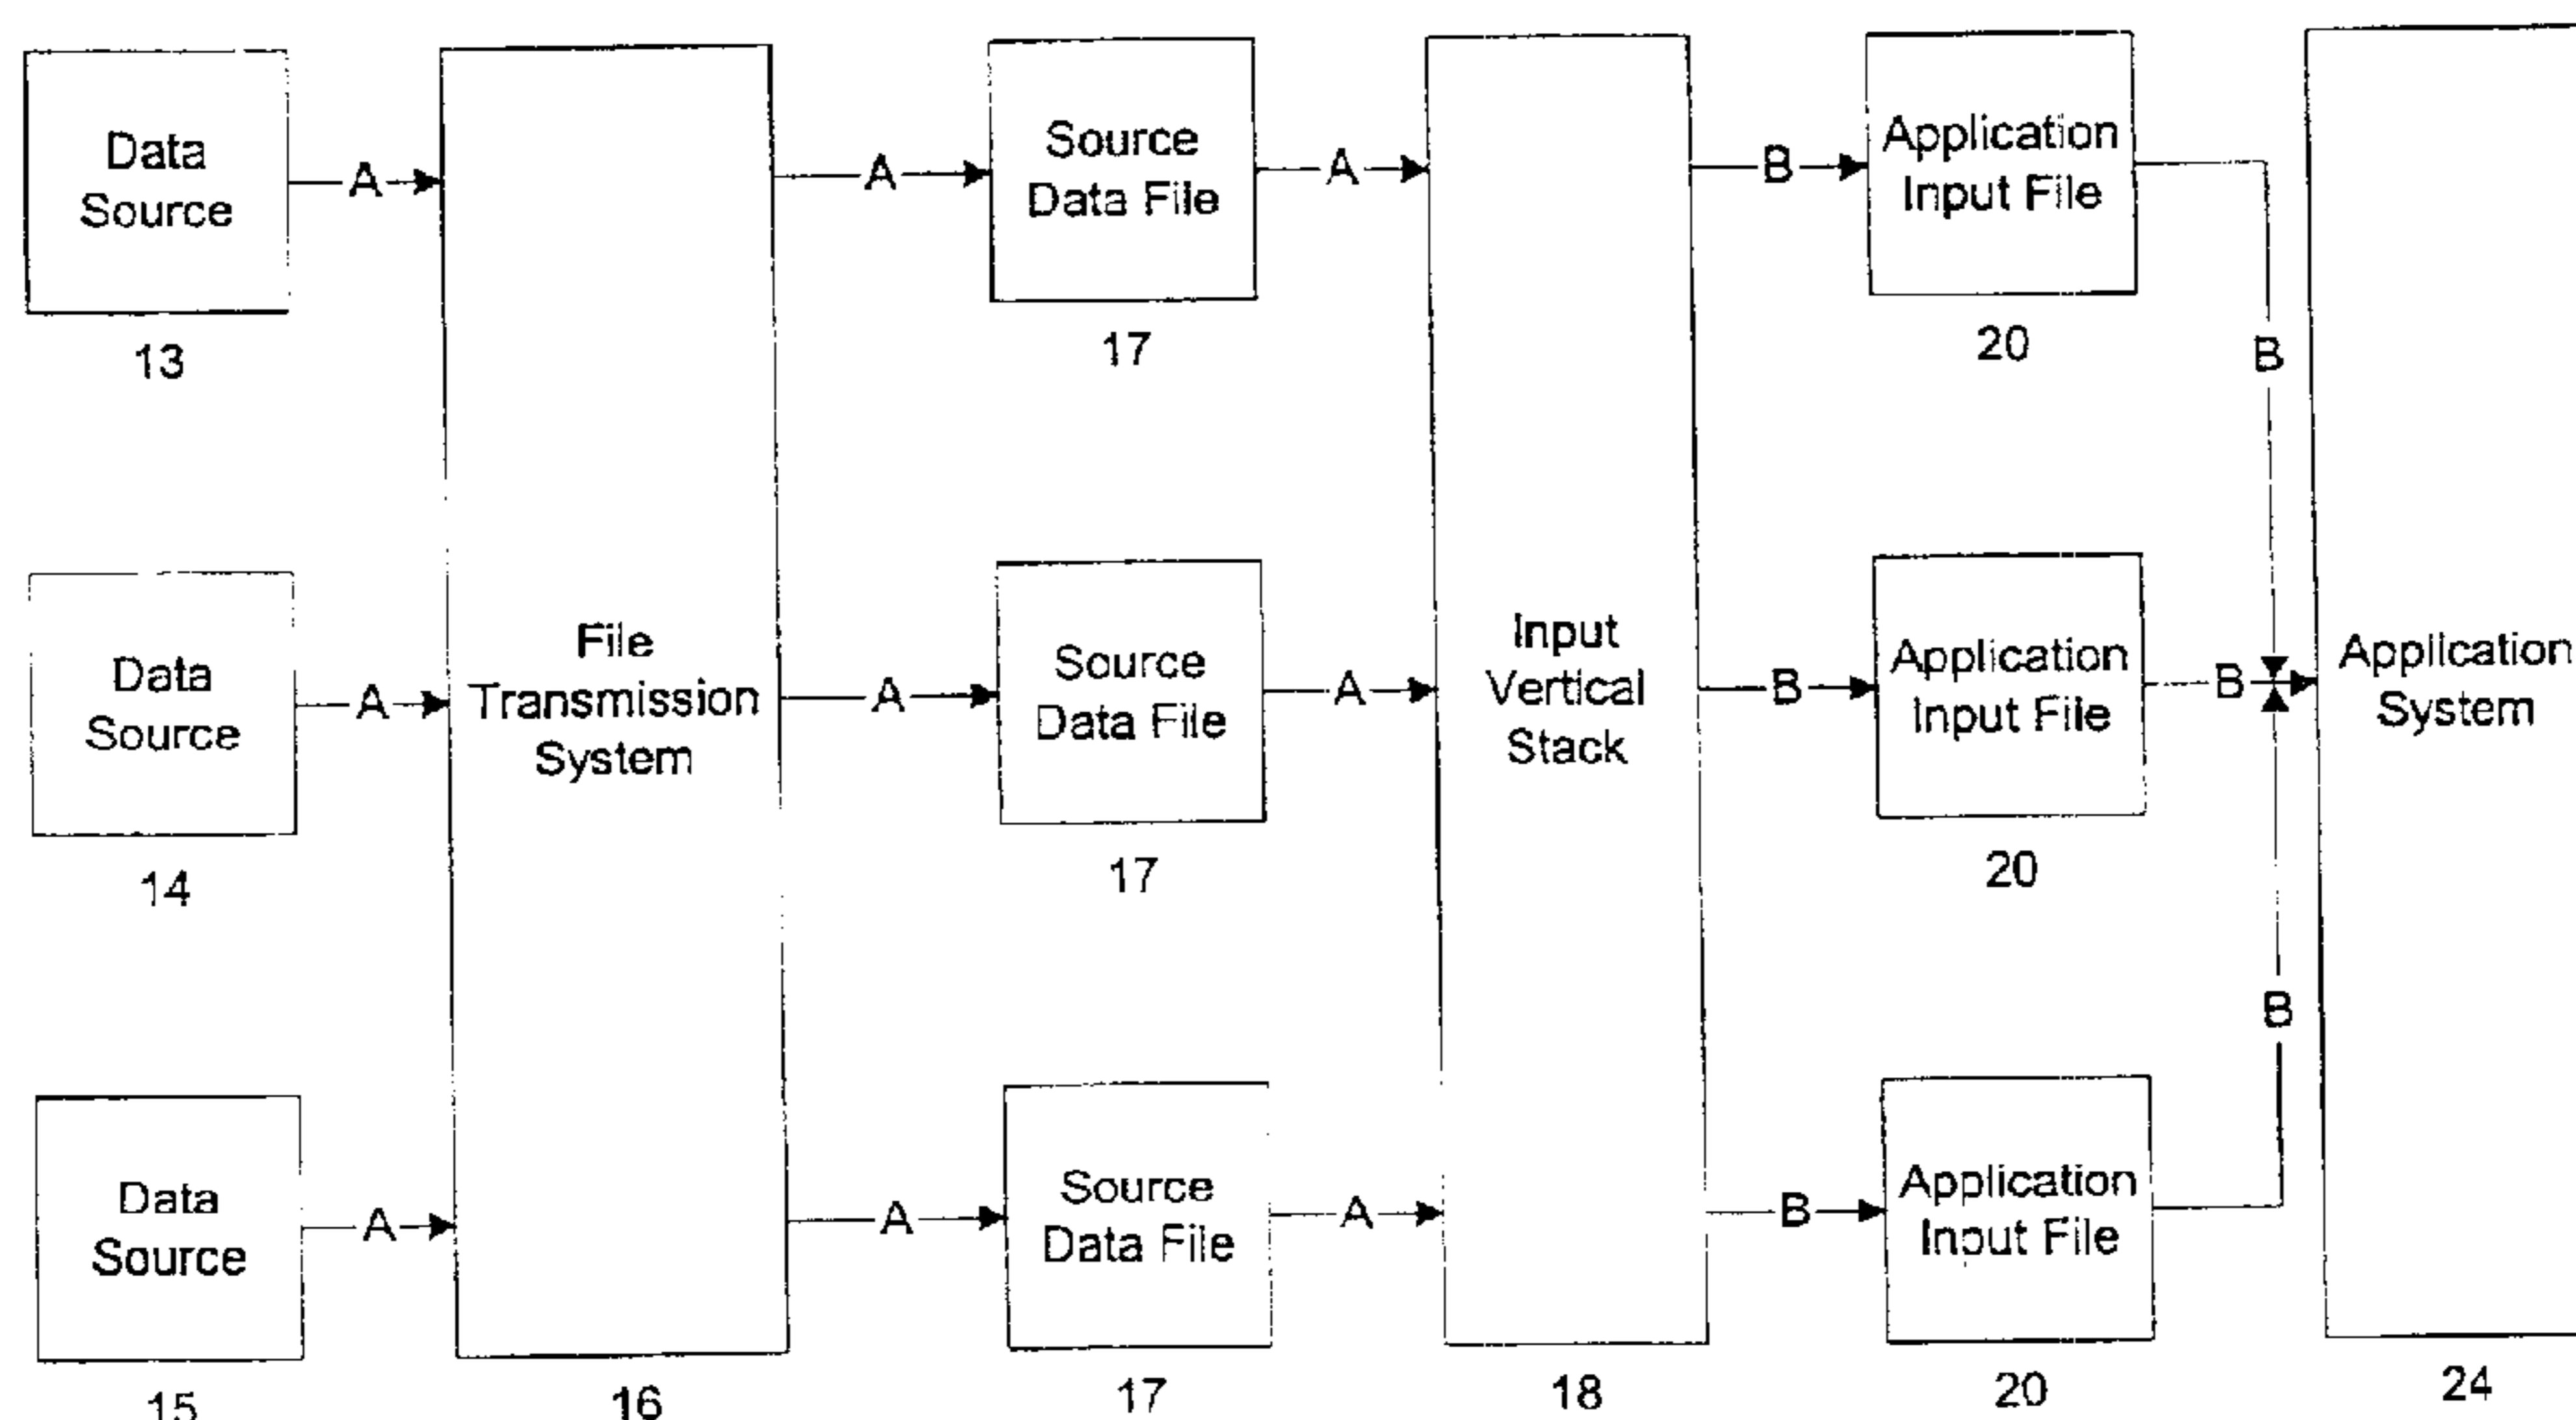 Data
Source
A
A
Source
Data File
A
B
Application
Input File
13
17
20
B
Data
Source
A
File
Transmission
System
A
Source
Data File
A
Input
Vertical
Stack
B
Application
Input File
B
Application
System
14
17
20
B
Data
Source
A
A
Source
Data File
A
B
Application
Input File
15
16
17
18
20
24